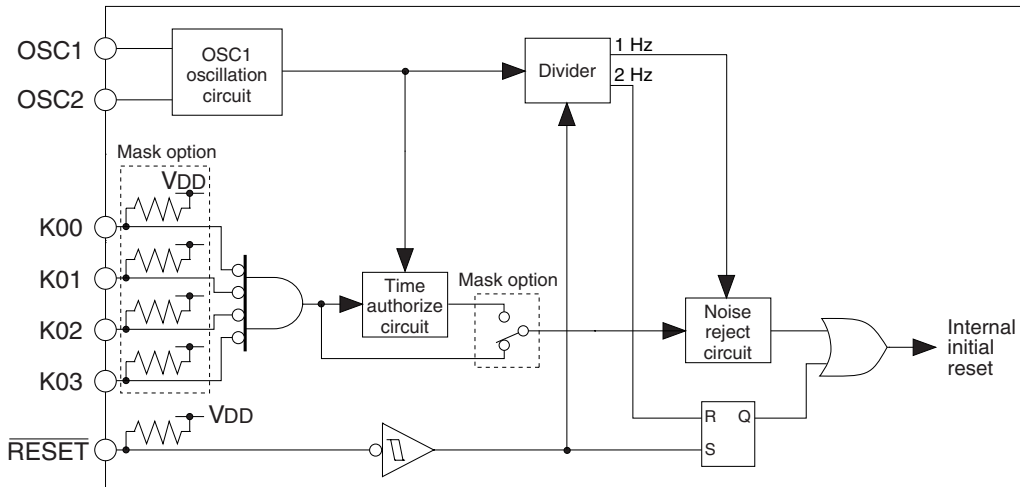 OSC1
OSC2
OSC1
oscillation
circuit
Divider
1 Hz
2 Hz
Mask option
VDD
K00
K01
K02
K03
Time
authorize
circuit
Mask option
Noise
reject
circuit
Internal
initial
reset
RESET
VDD
R
Q
S